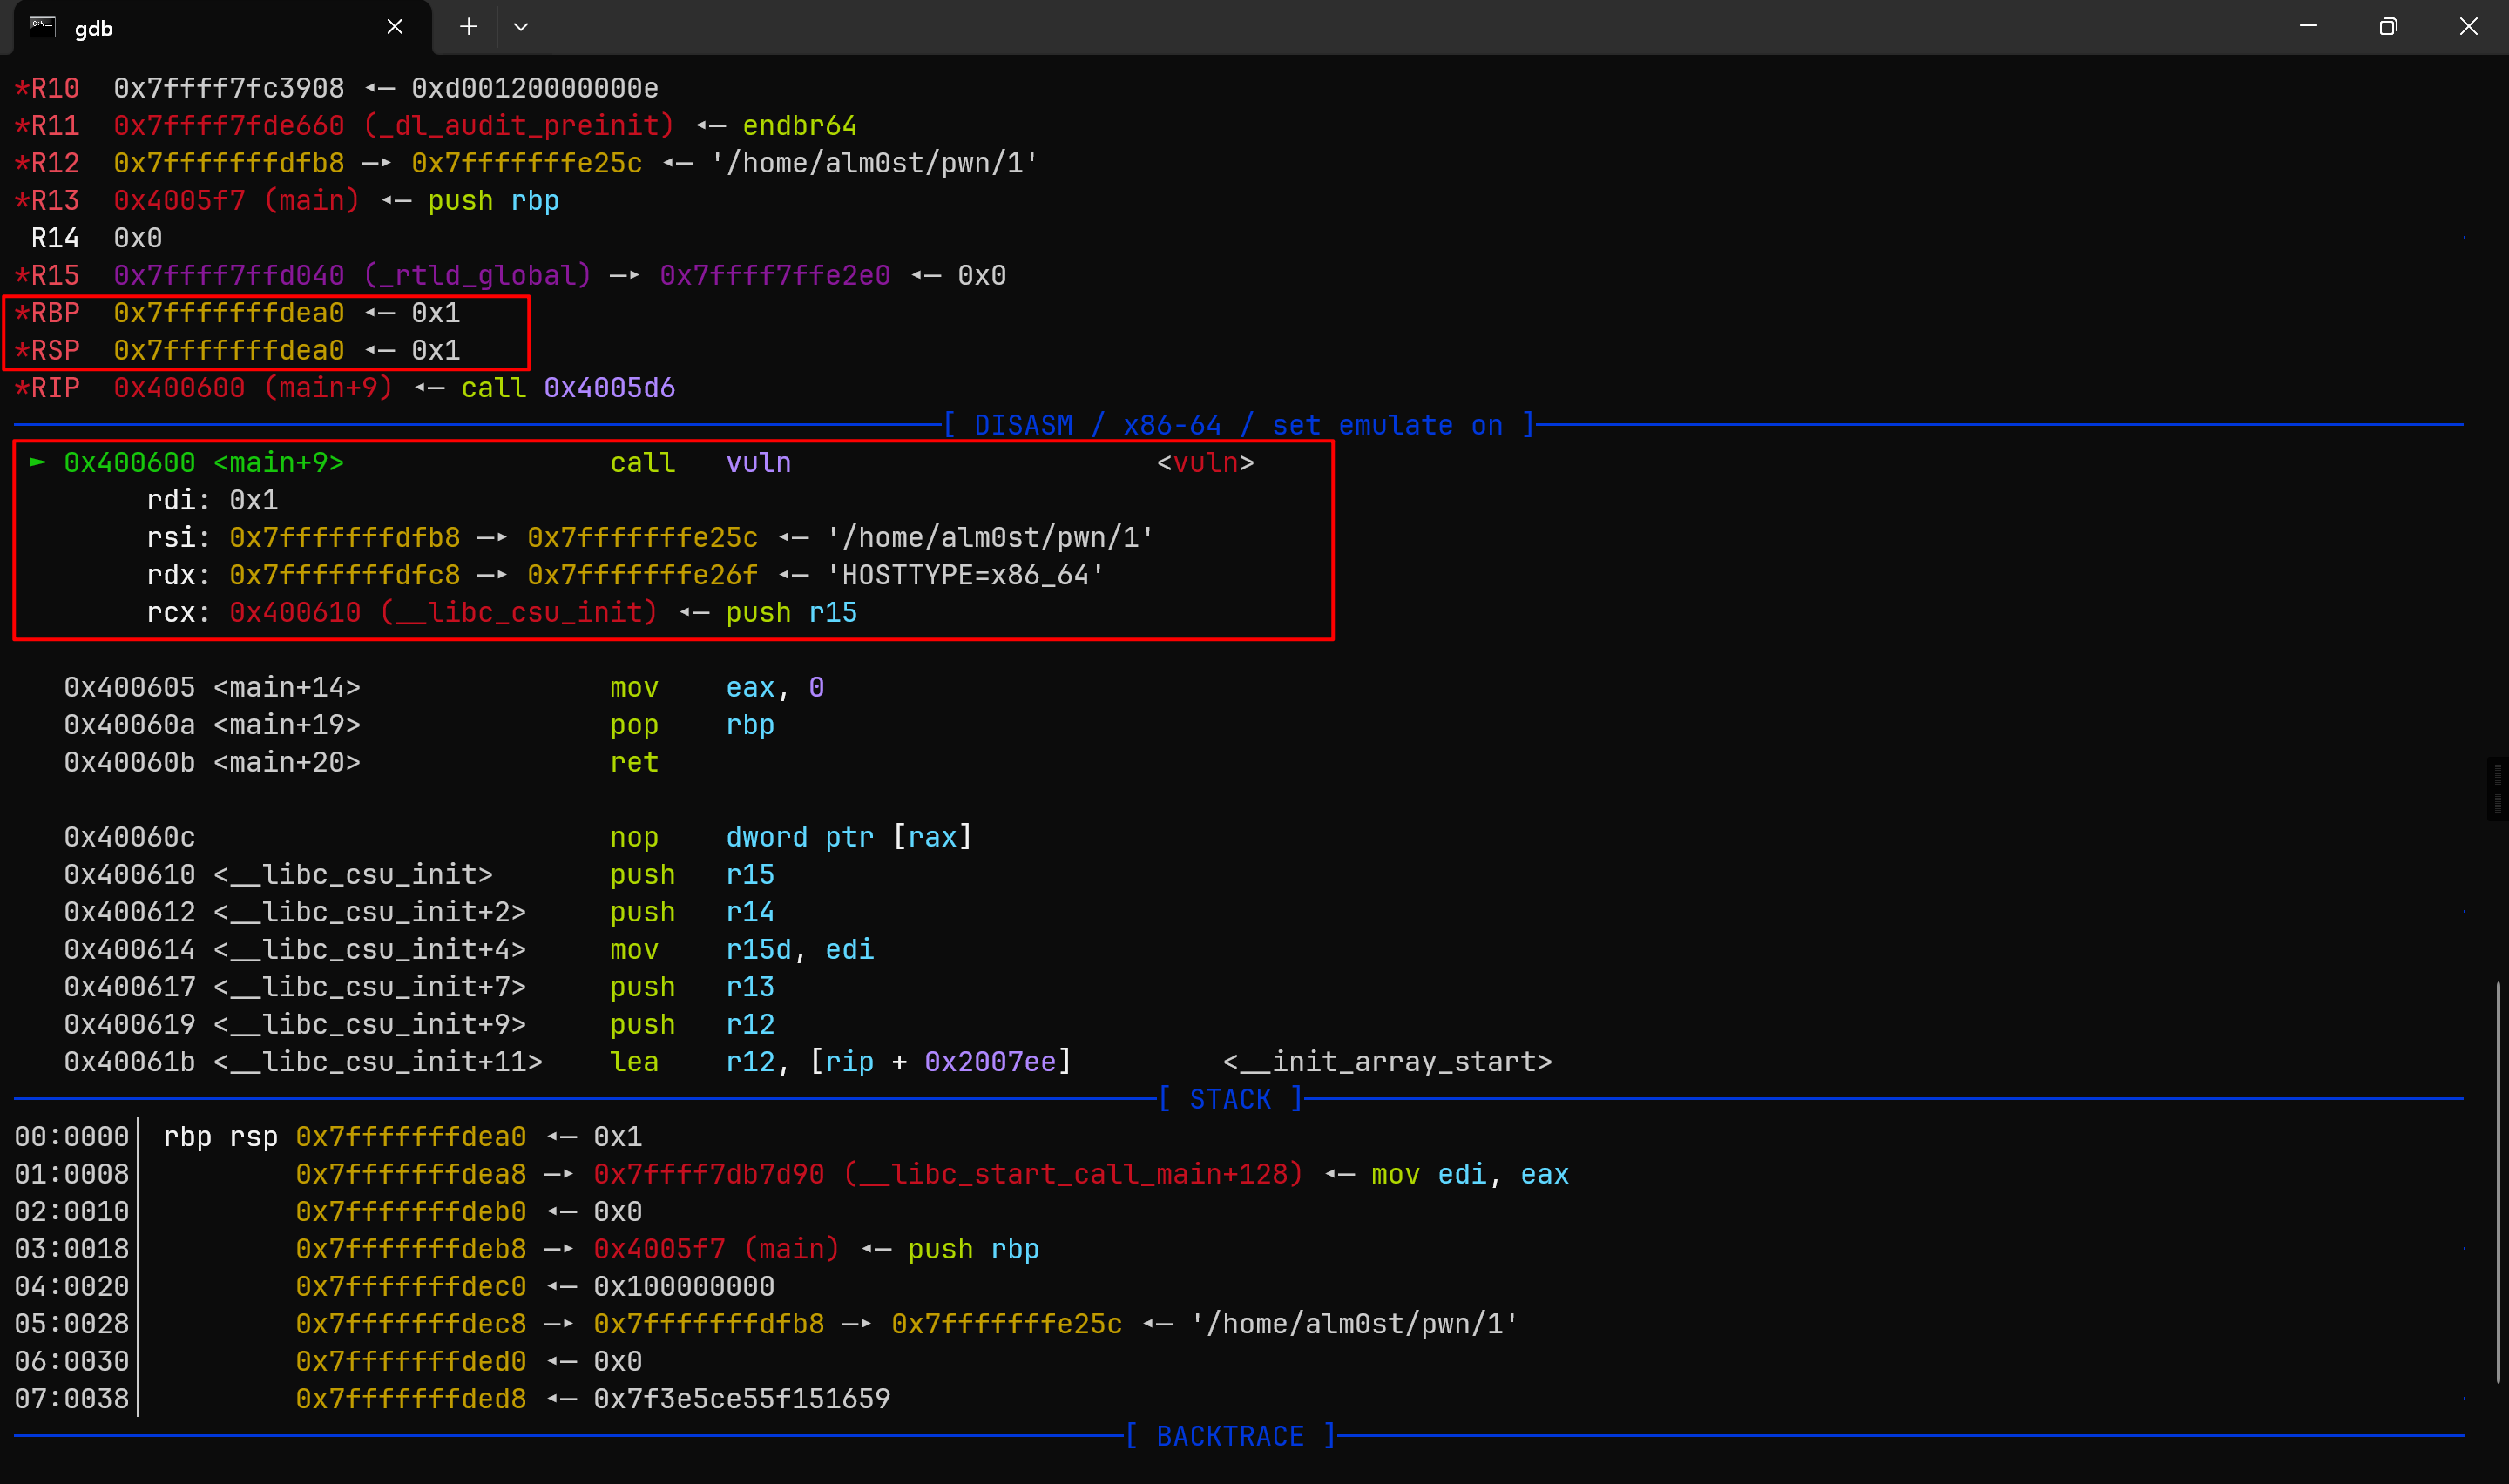 gdb
*R10  0x7ffff7fc3908 ◂— 0xd00120000000e
*R11  0x7ffff7fde660 (_dl_audit_preinit) ◂— endbr64
*R12  0x7fffffffdfb8 —▸ 0x7fffffffe25c ◂— '/home/alm0st/pwn/1'
*R13  0x4005f7 (main) ◂— push rbp
 R14  0x0
*R15  0x7ffff7ffd040 (_rtld_global) —▸ 0x7ffff7ffe2e0 ◂— 0x0
*RBP  0x7fffffffdea0 ◂— 0x1
*RSP  0x7fffffffdea0 ◂— 0x1
*RIP  0x400600 (main+9) ◂— call 0x4005d6
[ DISASM / x86-64 / set emulate on ]
 ► 0x400600 <main+9>                call   vuln                      <vuln>
        rdi: 0x1
        rsi: 0x7fffffffdfb8 —▸ 0x7fffffffe25c ◂— '/home/alm0st/pwn/1'
        rdx: 0x7fffffffdfc8 —▸ 0x7fffffffe26f ◂— 'HOSTTYPE=x86_64'
        rcx: 0x400610 (__libc_csu_init) ◂— push r15
   0x400605 <main+14>               mov    eax, 0
   0x40060a <main+19>               pop    rbp
   0x40060b <main+20>               ret
   0x40060c                         nop    dword ptr [rax]
   0x400610 <__libc_csu_init>       push   r15
   0x400612 <__libc_csu_init+2>     push   r14
   0x400614 <__libc_csu_init+4>     mov    r15d, edi
   0x400617 <__libc_csu_init+7>     push   r13
   0x400619 <__libc_csu_init+9>     push   r12
   0x40061b <__libc_csu_init+11>    lea    r12, [rip + 0x2007ee]         <__init_array_start>
[ STACK ]
00:0000│ rbp rsp 0x7fffffffdea0 ◂— 0x1
01:0008│         0x7fffffffdea8 —▸ 0x7ffff7db7d90 (__libc_start_call_main+128) ◂— mov edi, eax
02:0010│         0x7fffffffdeb0 ◂— 0x0
03:0018│         0x7fffffffdeb8 —▸ 0x4005f7 (main) ◂— push rbp
04:0020│         0x7fffffffdec0 ◂— 0x100000000
05:0028│         0x7fffffffdec8 —▸ 0x7fffffffdfb8 —▸ 0x7fffffffe25c ◂— '/home/alm0st/pwn/1'
06:0030│         0x7fffffffded0 ◂— 0x0
07:0038│         0x7fffffffded8 ◂— 0x7f3e5ce55f151659
[ BACKTRACE ]